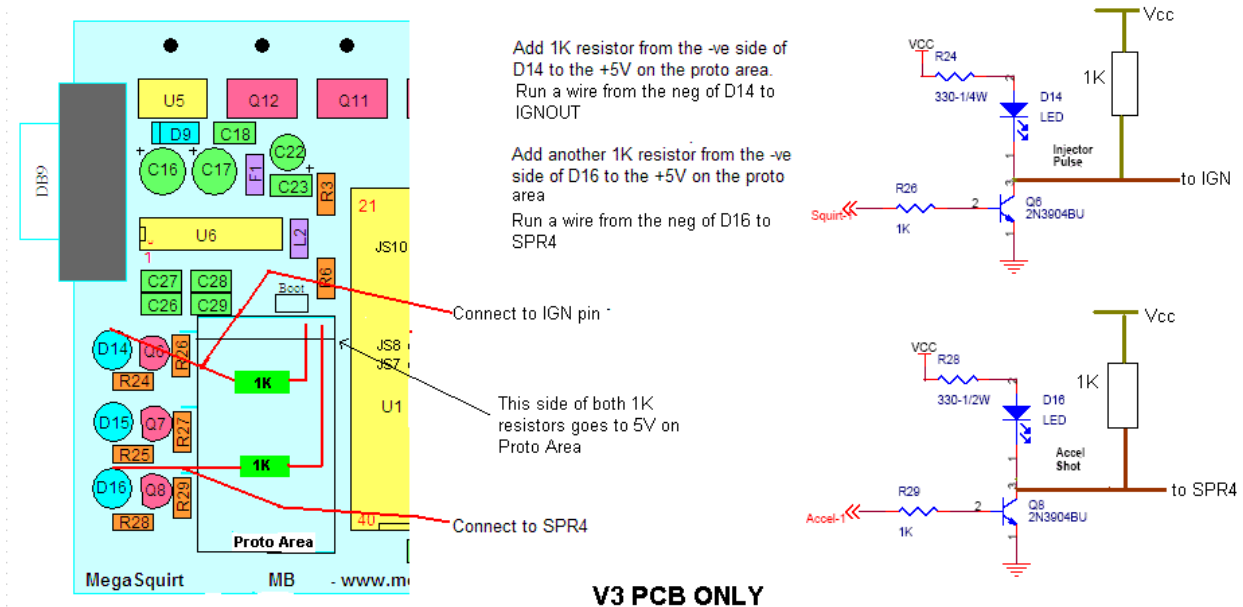 Add 1K resistor from the -ve side of
D14 to the +5V on the proto area.
Run a wire from the neg of D14 to
IGNOUT
Add another 1K resistor from the -ve
side of D16 to the +5V on the proto
area
Run a wire from the neg of D16 to
SPR4
Connect to IGN pin
This side of both 1K
resistors goes to 5V on
Proto Area
Connect to SPR4
DB9
U5
Q12
Q11
D9
C18
C16
C17
F1
C22
C23
R3
+
+
+
U6
1
L2
R6
21
JS10
C27
C28
C26
C29
Boot
D14
Q6
R26
R24
1K
JS8
JS7
U1
D15
Q7
R27
R25
1K
D16
Q8
R29
R28
40
Proto Area
MegaSquirt MB - www.m
V3 PCB ONLY
Vcc
VCC
R24
330-1/4W
1K
2
D14
LED
1
Injector
Pulse
to IGN
3
R26
Squirt-1
1K
2
Q6
2N3904BU
1
Vcc
VCC
R28
330-1/2W
1K
2
D16
LED
1
Accel
Shot
to SPR4
3
R29
Accel-1
1K
2
Q8
2N3904BU
1